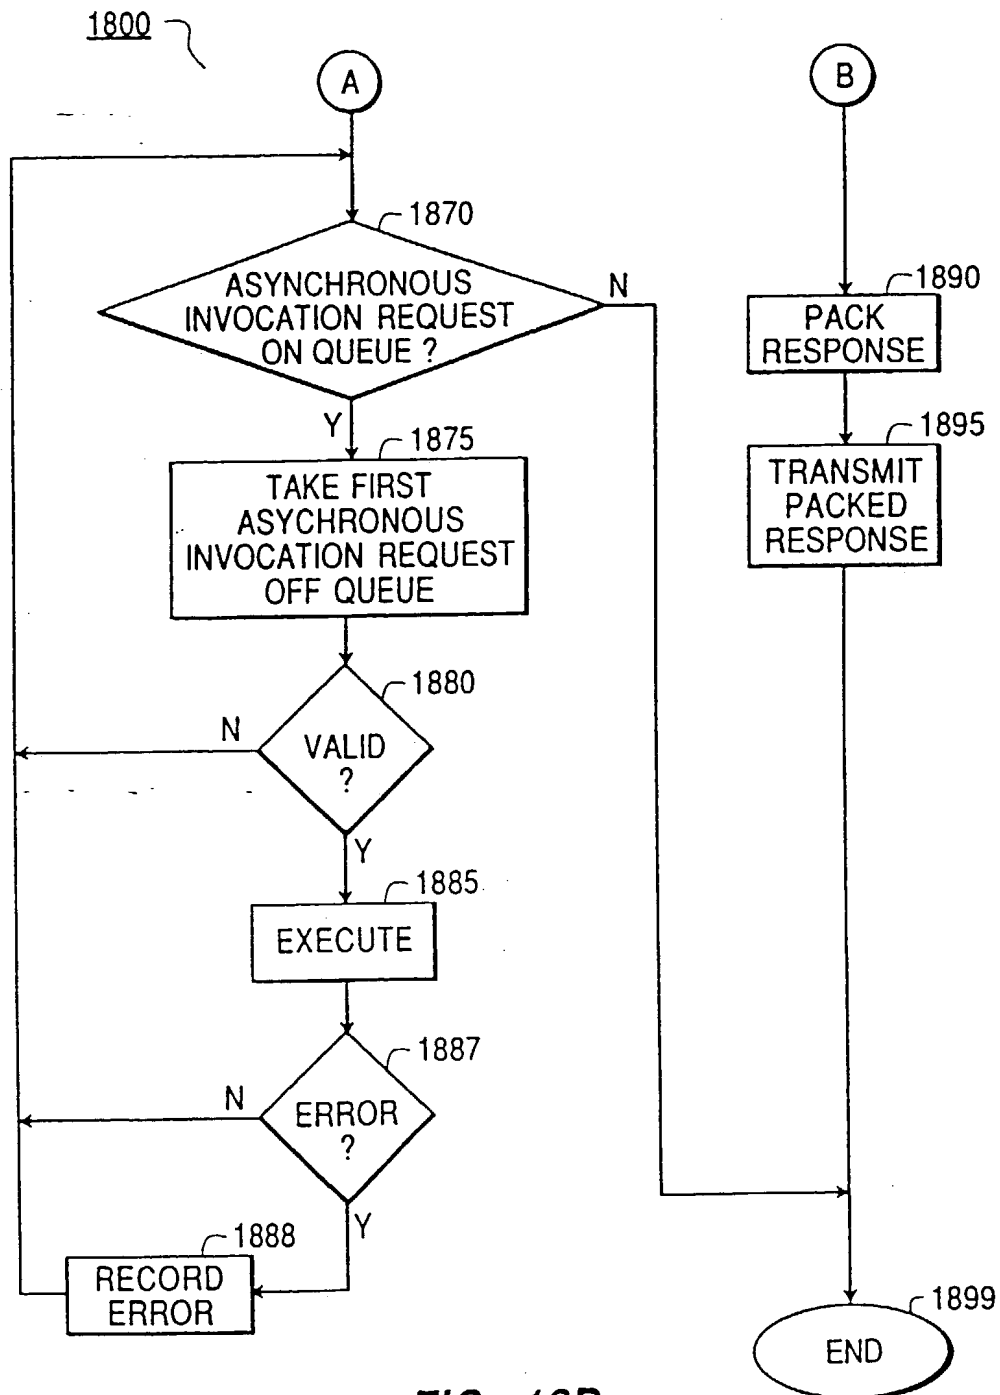 1800
A
B
1870
ASYNCHRONOUS
INVOCATION REQUEST
ON QUEUE ?
N
Y
1875
TAKE FIRST
ASYCHRONOUS
INVOCATION REQUEST
OFF QUEUE
1880
VALID
?
N
Y
1885
EXECUTE
1887
ERROR
?
N
Y
1888
RECORD
ERROR
1890
PACK
RESPONSE
1895
TRANSMIT
PACKED
RESPONSE
1899
END